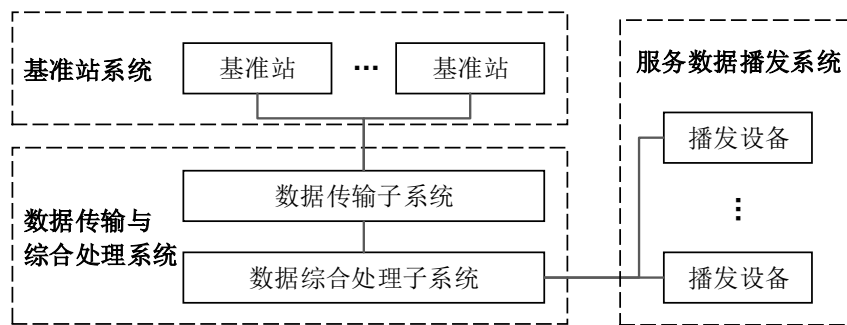 基准站系统
基准站
…
基准站
数据传输与
综合处理系统
数据传输子系统
数据综合处理子系统
服务数据播发系统
播发设备
⋮
播发设备